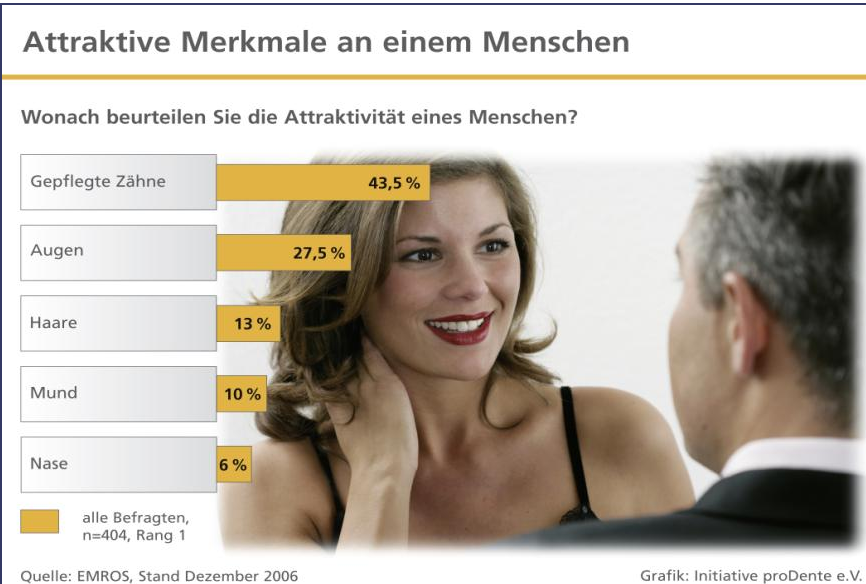 Attraktive Merkmale an einem Menschen
Wonach beurteilen Sie die Attraktivität eines Menschen?
Gepflegte Zähne 43,5 %
Augen 27,5 %
Haare 13 %
Mund 10 %
Nase 6 %
alle Befragten,
n=404, Rang 1
Quelle: EMROS, Stand Dezember 2006 Grafik: Initiative proDente e.V.